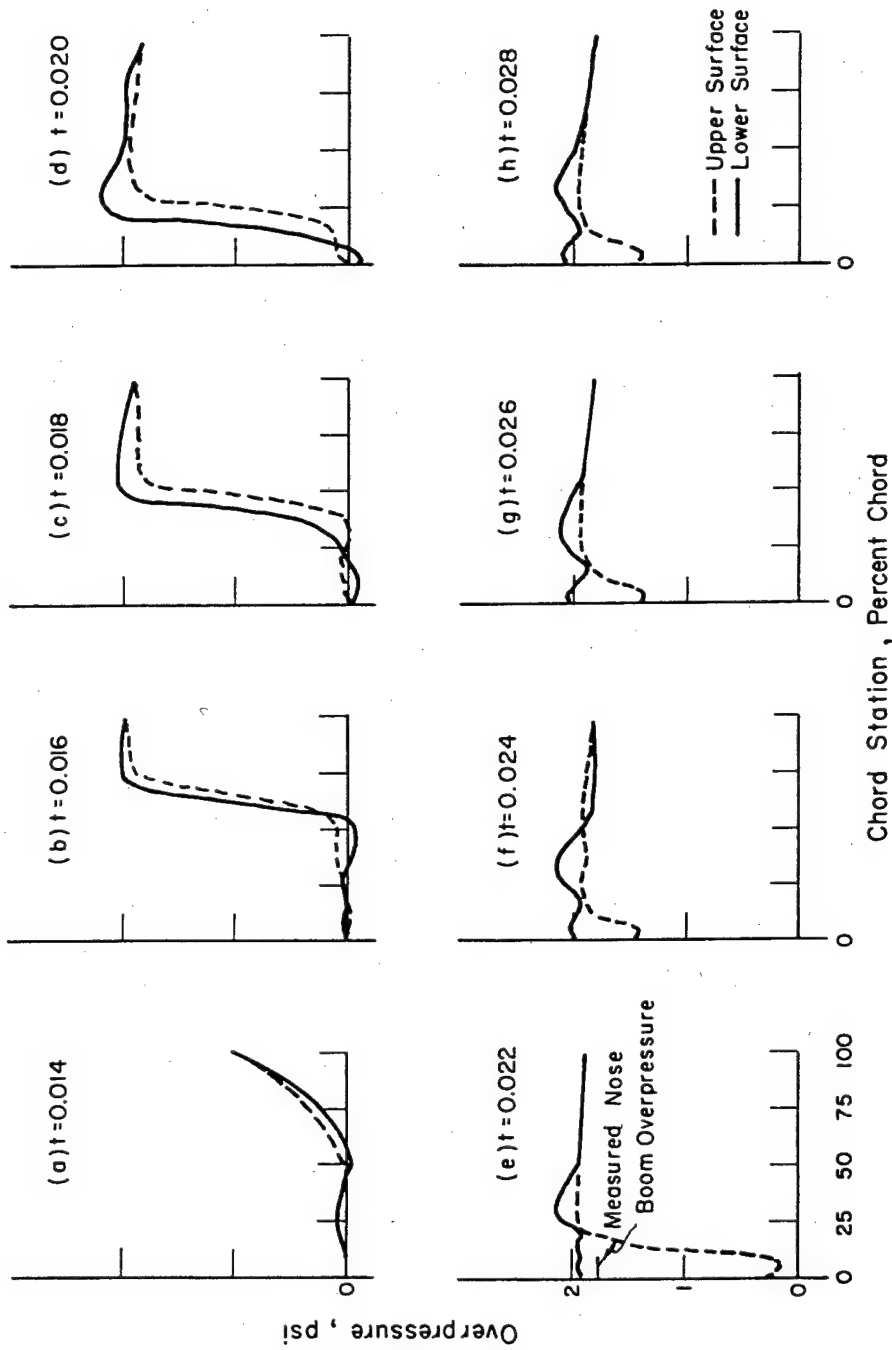 (a) t=0.014
(b) t=0.016
(c) t=0.018
(d) t=0.020
0
Overpressure, psi
(e) t=0.022
(f) t=0.024
(g) t=0.026
(h) t=0.028
2
1
0
Measured Nose
Boom Overpressure
Upper Surface
Lower Surface
0 25 50 75 100
0
0
0
Chord Station, Percent Chord